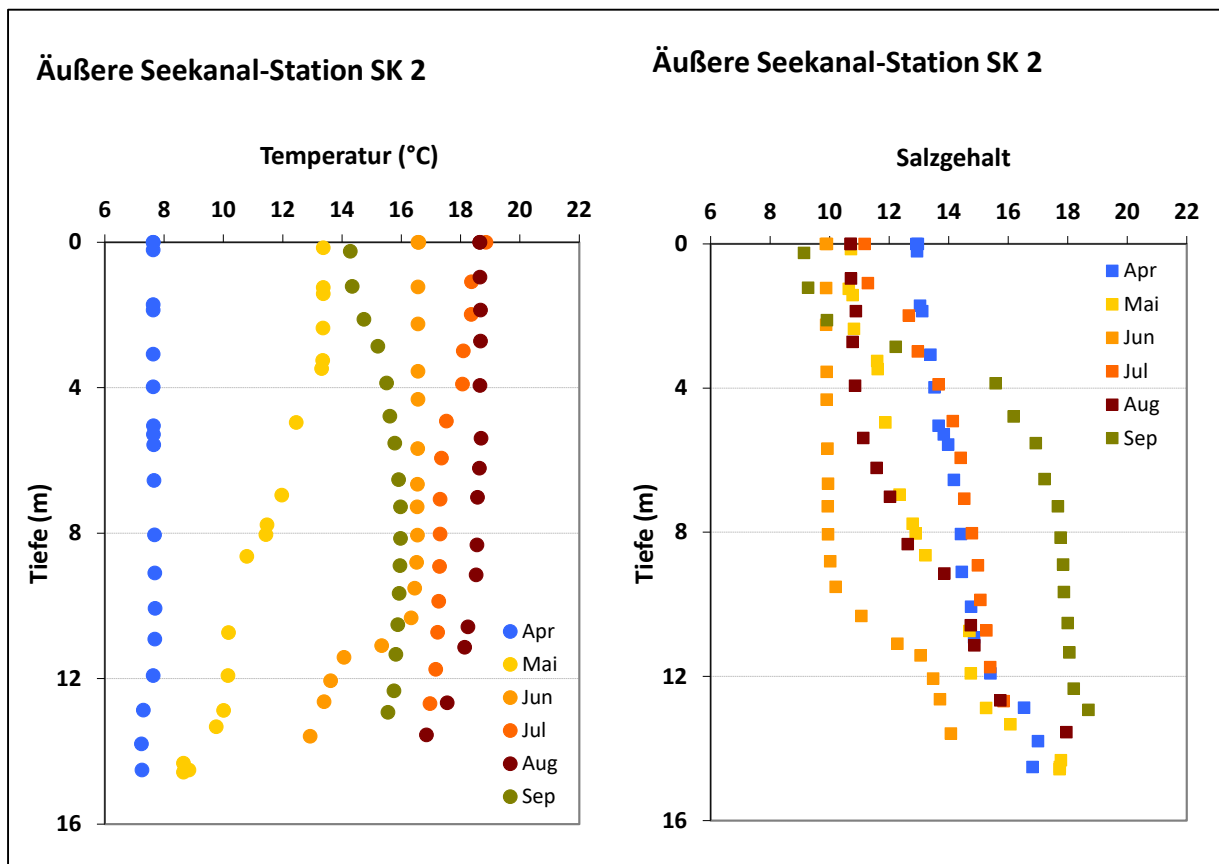 Äußere Seekanal-Station SK 2
Temperatur (°C)
6 8 10 12 14 16 18 20 22
0
4
8
12
16
Tiefe (m)
Apr
Mai
Jun
Jul
Aug
Sep
Äußere Seekanal-Station SK 2
Salzgehalt
6 8 10 12 14 16 18 20 22
0
4
8
12
16
Tiefe (m)
Apr
Mai
Jun
Jul
Aug
Sep